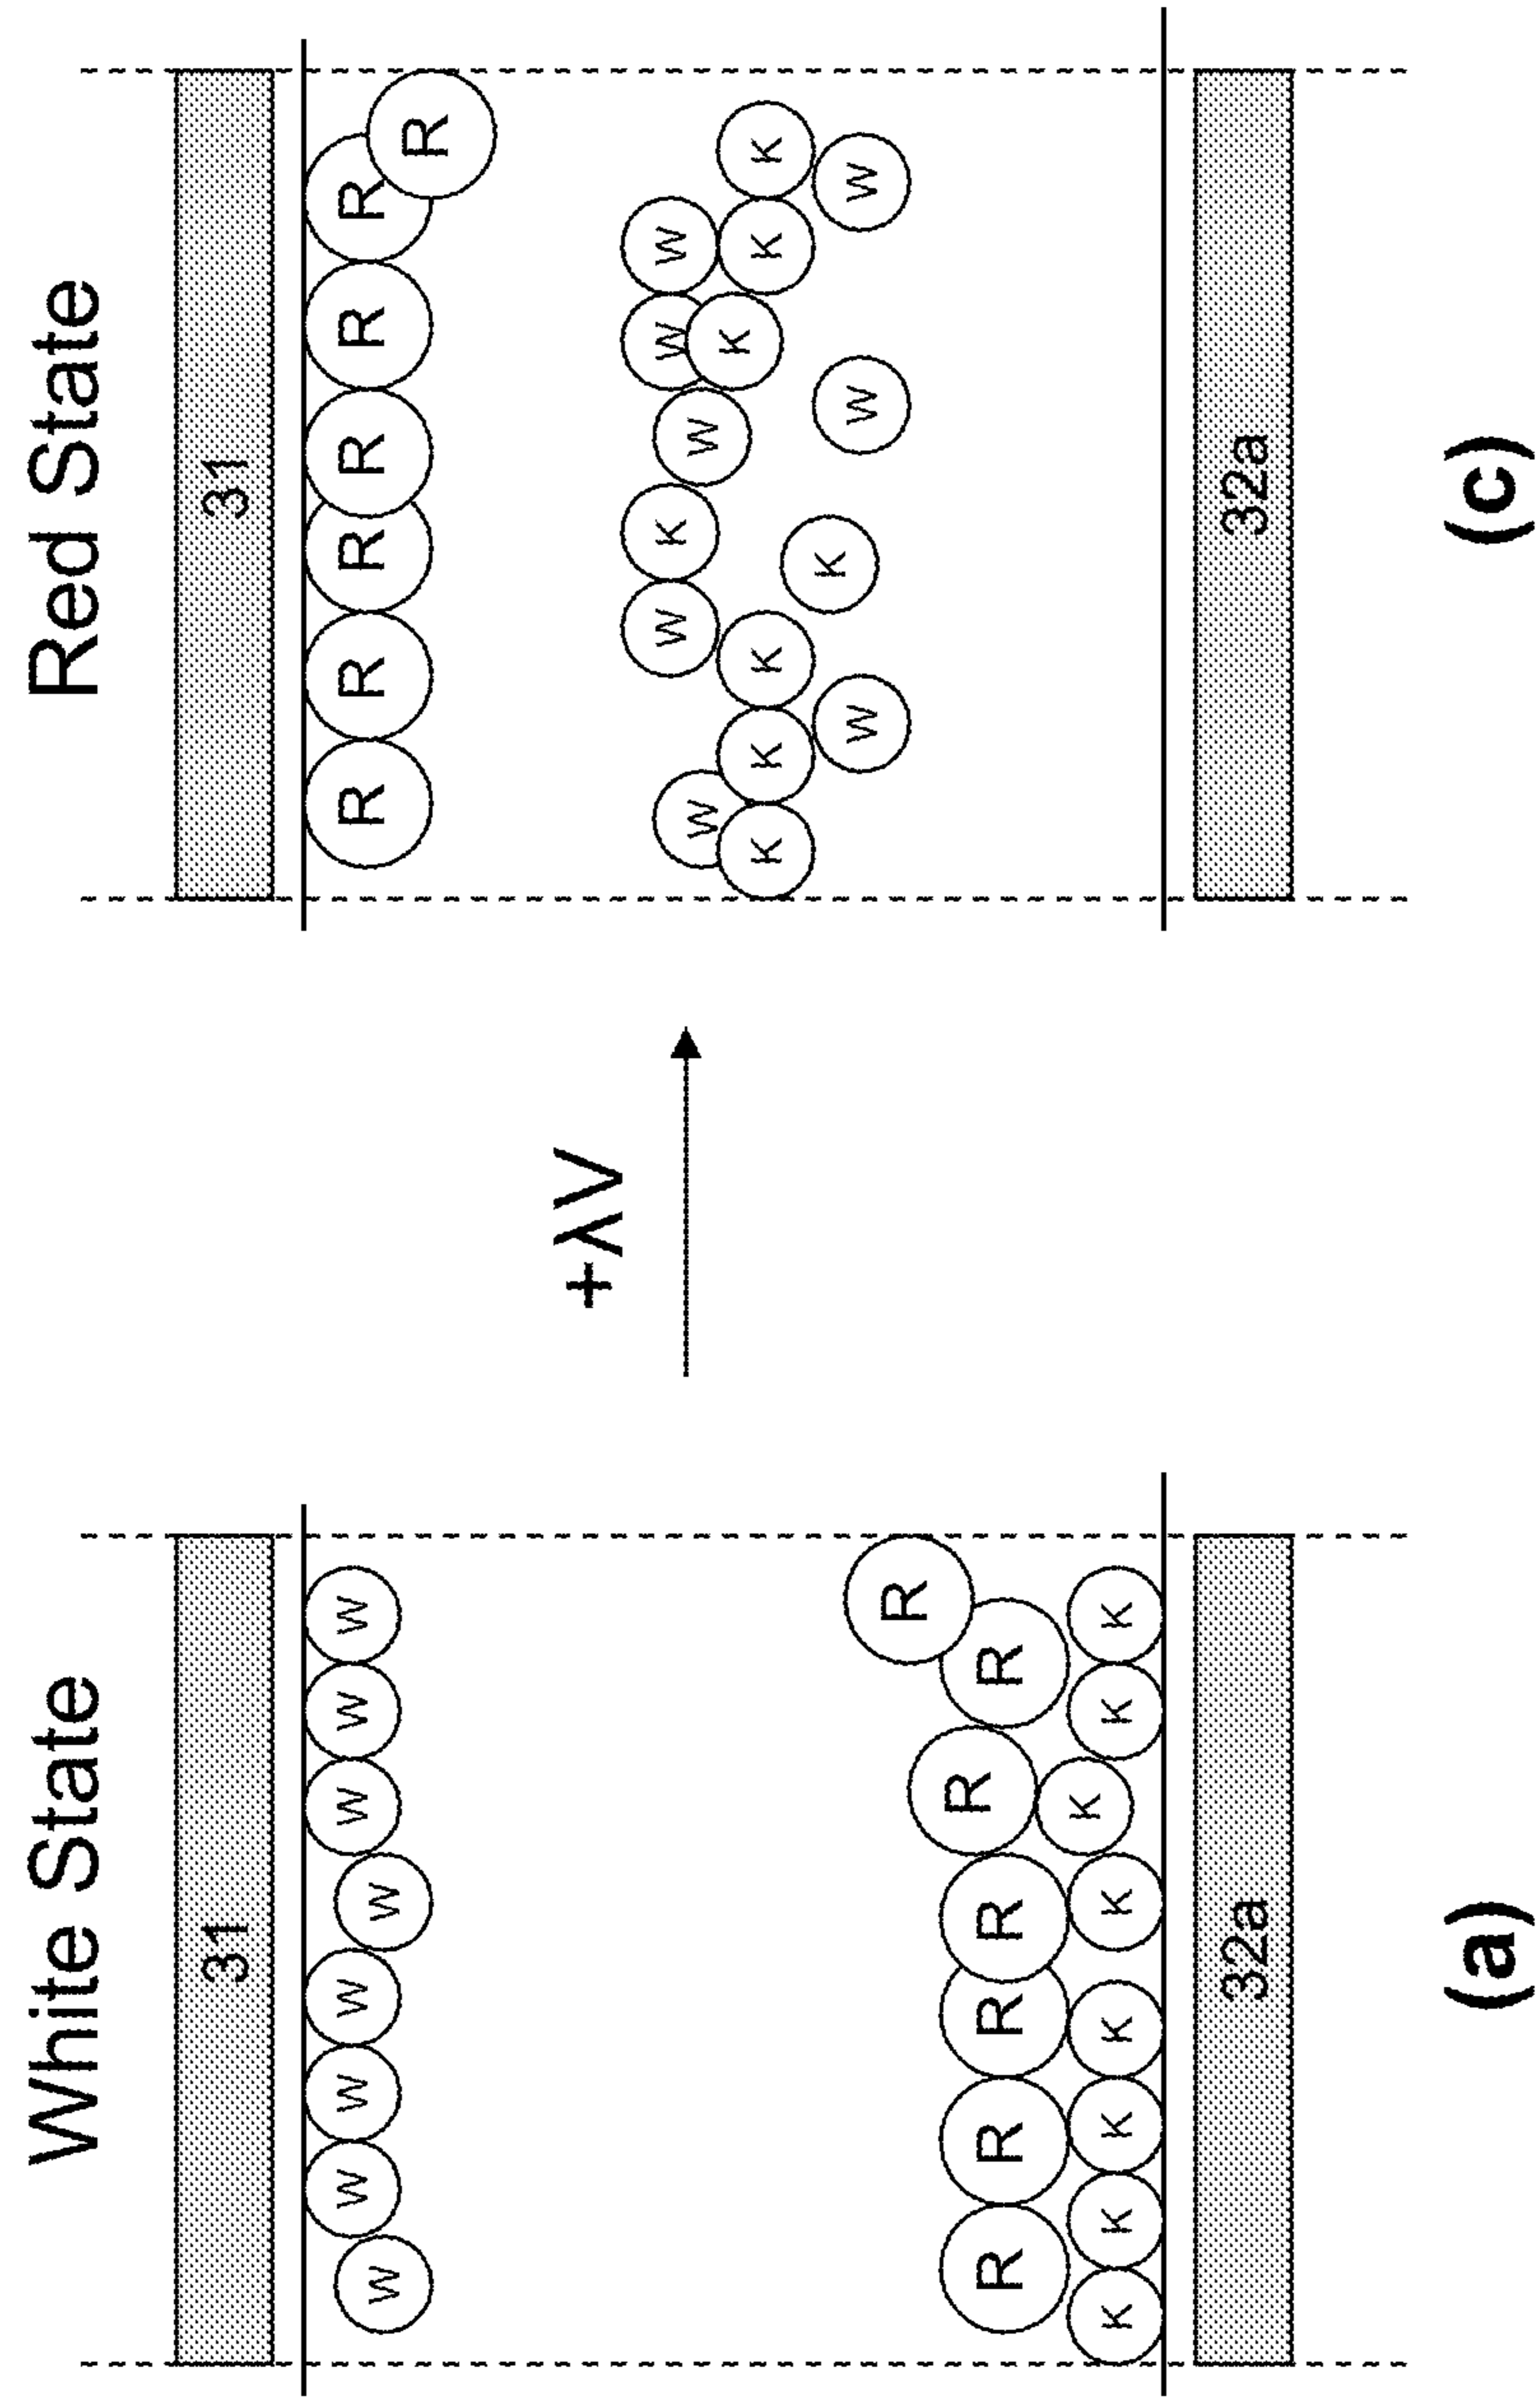 White State
31
W W W W W W W W
R R R R R R R
K K K K K K K K
32a
(a)
+λV
Red State
31
R R R R R R R
W W K W W W
K K K K K K
W K W W
32a
(c)